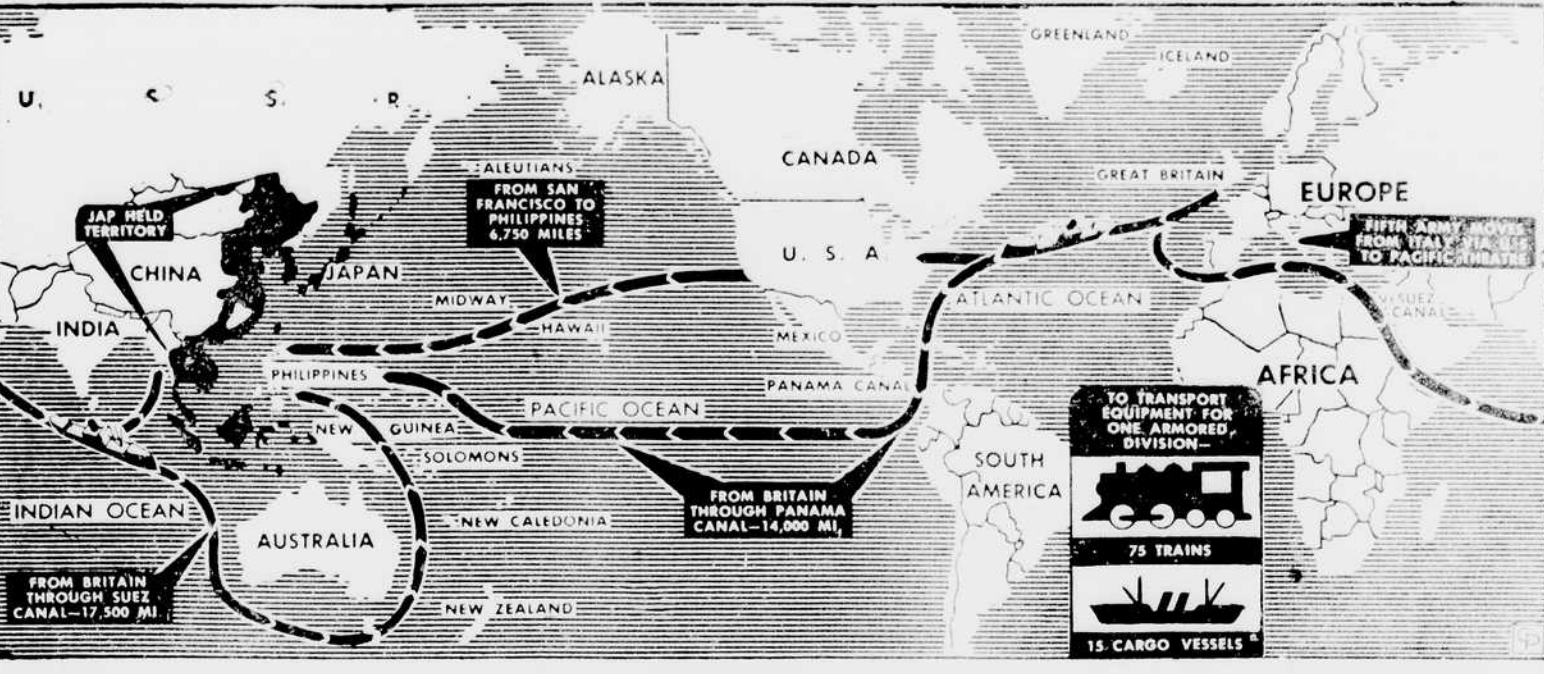 GREENLAND
ICELAND
ALASKA
U. S. S. R.
CANADA
ALEUTIANS
GREAT BRITAIN
EUROPE
FROM SAN
FRANCISCO TO
PHILIPPINES
6,750 MILES
JAP HELD
TERRITORY
FIFTH ARMY MOVES
FROM ITALY VIA U.S.
TO PACIFIC THEATRE
CHINA
JAPAN
U. S. A.
MIDWAY
ATLANTIC OCEAN
SUEZ
CANAL
INDIA
HAWAII
MEXICO
PHILIPPINES
PANAMA CANAL
AFRICA
PACIFIC OCEAN
NEW GUINEA
TO TRANSPORT
EQUIPMENT FOR
ONE ARMORED
DIVISION—
SOLOMONS
SOUTH
AMERICA
FROM BRITAIN
THROUGH PANAMA
CANAL—14,000 MI.
INDIAN OCEAN
NEW CALEDONIA
AUSTRALIA
75 TRAINS
FROM BRITAIN
THROUGH SUEZ
CANAL—17,500 MI.
NEW ZEALAND
15 CARGO VESSELS
CP